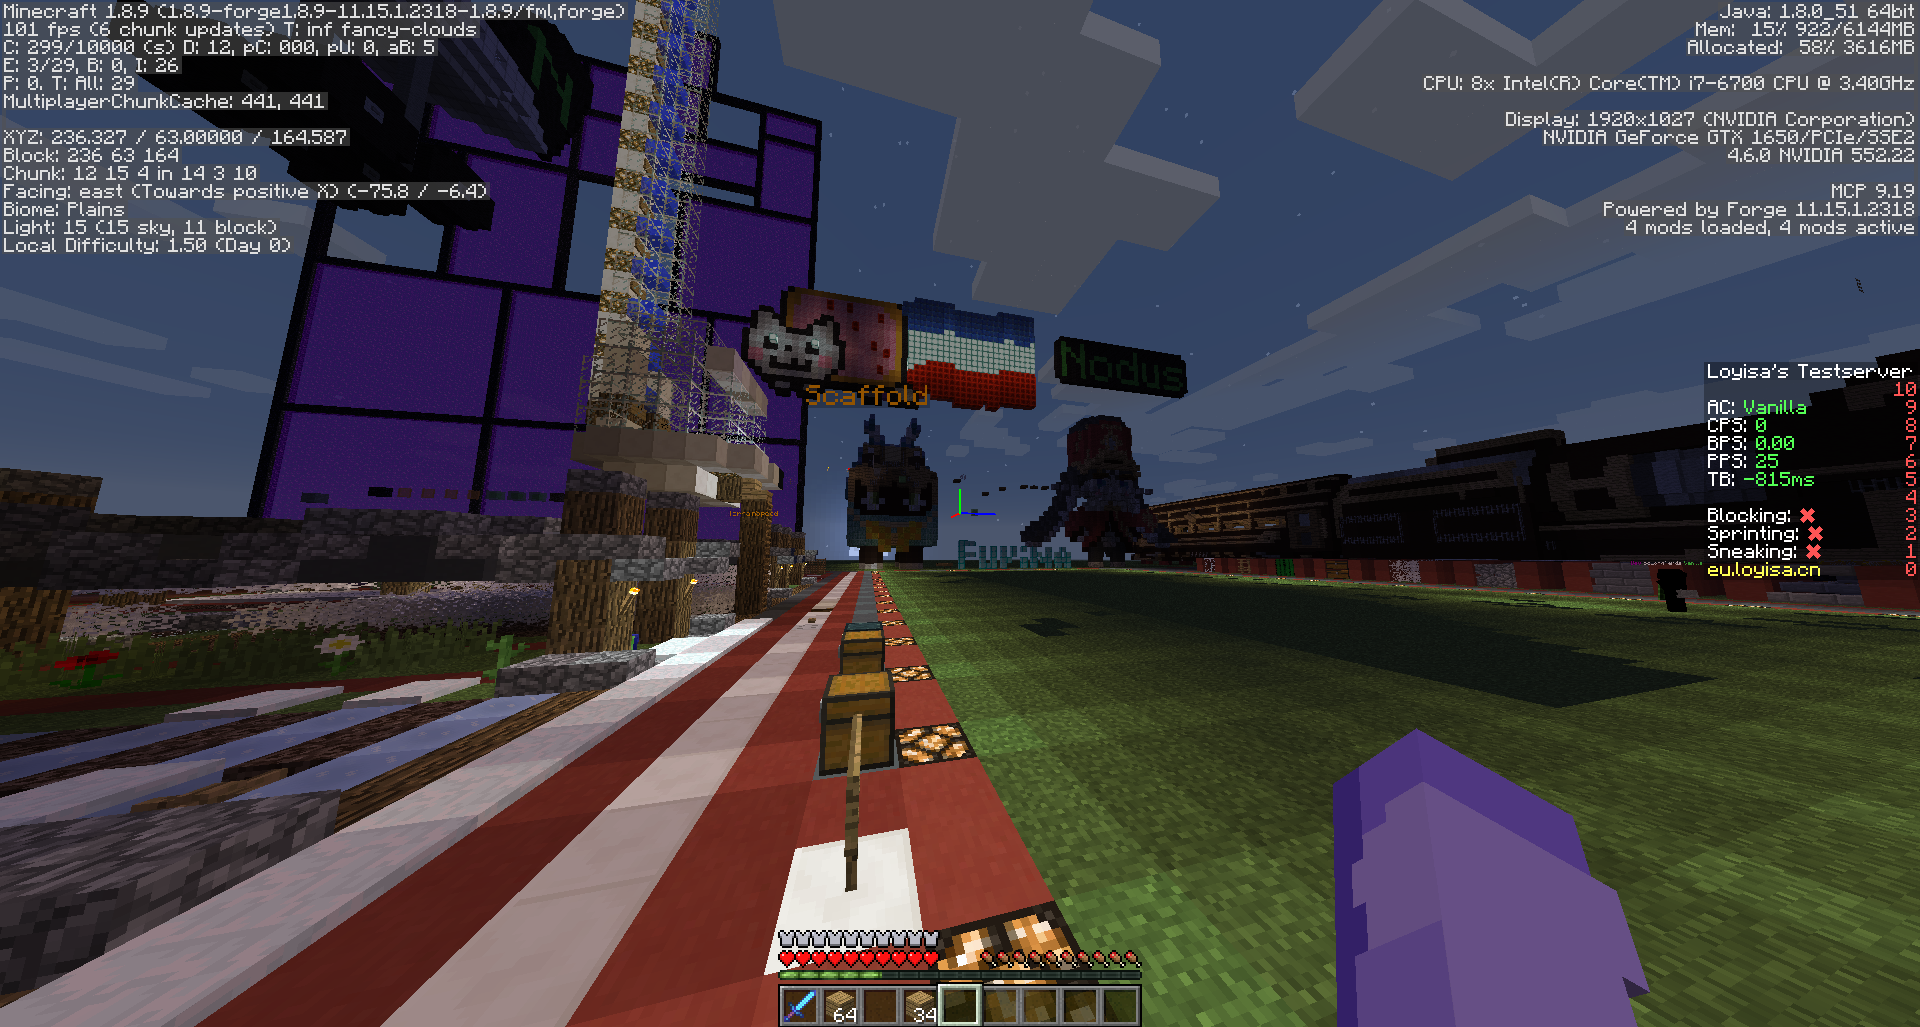 Minecraft 1.8.9 (1.8.9-forge1.8.9-11.15.1.2318-1.8.9/fml,forge)
101 fps (6 chunk updates) T: inf fancy-clouds
C: 299/10000 (s) D: 12, pC: 000, pU: 0, aB: 5
E: 3/29, B: 0, I: 26
P: 0. T: All: 29
MultiplayerChunkCache: 441, 441
XYZ: 236.327 / 63.00000 / 164.587
Block: 236 63 164
Chunk: 12 15 4 in 14 3 10
Facing: east (Towards positive X) (-75.8 / -6.4)
Biome: Plains
Light: 15 (15 sky, 11 block)
Local Difficulty: 1.50 (Day 0)
Java: 1.8.0_51 64bit
Mem: 15% 922/6144MB
Allocated: 58% 3616MB
CPU: 8x Intel(R) Core(TM) i7-6700 CPU @ 3.40GHz
Display: 1920x1027 (NVIDIA Corporation)
NVIDIA GeForce GTX 1650/PCIe/SSE2
4.6.0 NVIDIA 552.22
MCP 9.19
Powered by Forge 11.15.1.2318
4 mods loaded, 4 mods active
Nodus
Scaffold
Loyisa's Testserver
10
AC: Vanilla 9
CPS: 0 8
BPS: 0.00 7
PPS: 25 6
TB: -815ms 5
4
Blocking: ✖ 3
Sprinting: ✖ 2
Sneaking: ✖ 1
eu.loyisa.cn 0
64
34